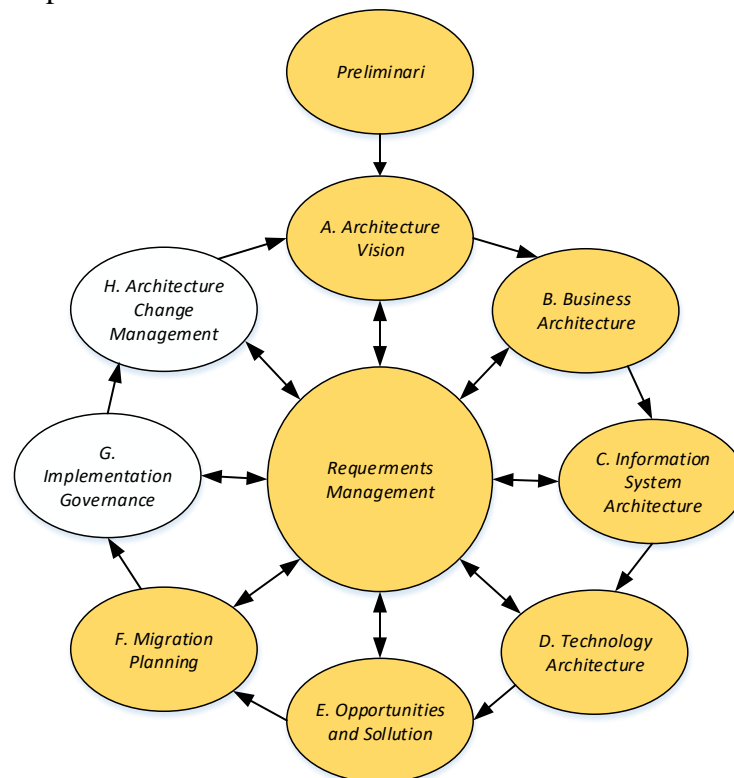 Preliminari
A. Architecture
Vision
H. Architecture
Change
Management
B. Business
Architecture
G.
Implementation
Governance
Requerments
Management
C. Information
System
Architecture
F. Migration
Planning
D. Technology
Architecture
E. Opportunities
and Sollution